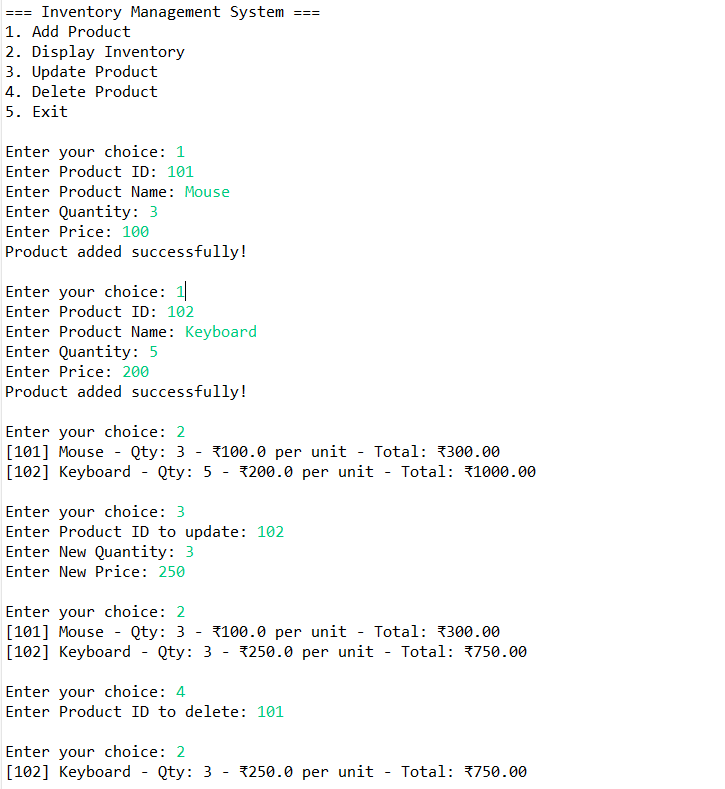 === Inventory Management System ===
1. Add Product
2. Display Inventory
3. Update Product
4. Delete Product
5. Exit
Enter your choice: 1
Enter Product ID: 101
Enter Product Name: Mouse
Enter Quantity: 3
Enter Price: 100
Product added successfully!
Enter your choice: 1
Enter Product ID: 102
Enter Product Name: Keyboard
Enter Quantity: 5
Enter Price: 200
Product added successfully!
Enter your choice: 2
[101] Mouse - Qty: 3 - ₹100.0 per unit - Total: ₹300.00
[102] Keyboard - Qty: 5 - ₹200.0 per unit - Total: ₹1000.00
Enter your choice: 3
Enter Product ID to update: 102
Enter New Quantity: 3
Enter New Price: 250
Enter your choice: 2
[101] Mouse - Qty: 3 - ₹100.0 per unit - Total: ₹300.00
[102] Keyboard - Qty: 3 - ₹250.0 per unit - Total: ₹750.00
Enter your choice: 4
Enter Product ID to delete: 101
Enter your choice: 2
[102] Keyboard - Qty: 3 - ₹250.0 per unit - Total: ₹750.00